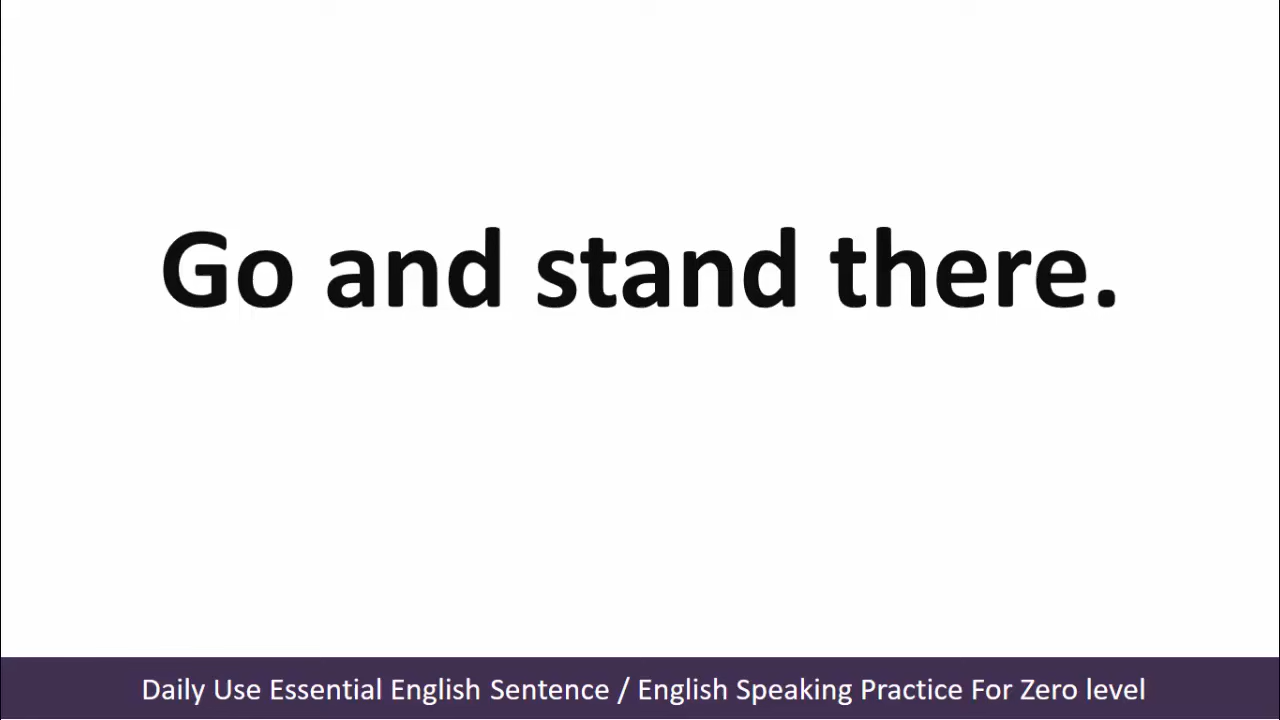 Go and stand there.
Daily Use Essential English Sentence / English Speaking Practice For Zero level